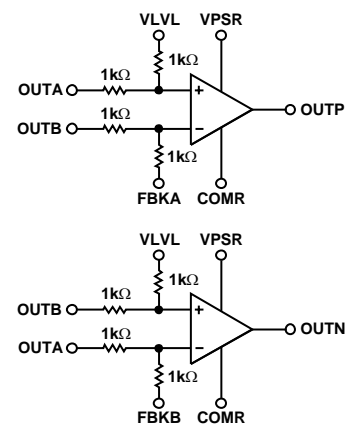 VLVL VPSR
1kΩ
1kΩ
OUTA
+
OUTP
1kΩ
OUTB
−
1kΩ
FBKA COMR
VLVL VPSR
1kΩ
1kΩ
OUTB
+
OUTN
1kΩ
OUTA
−
1kΩ
FBKB COMR